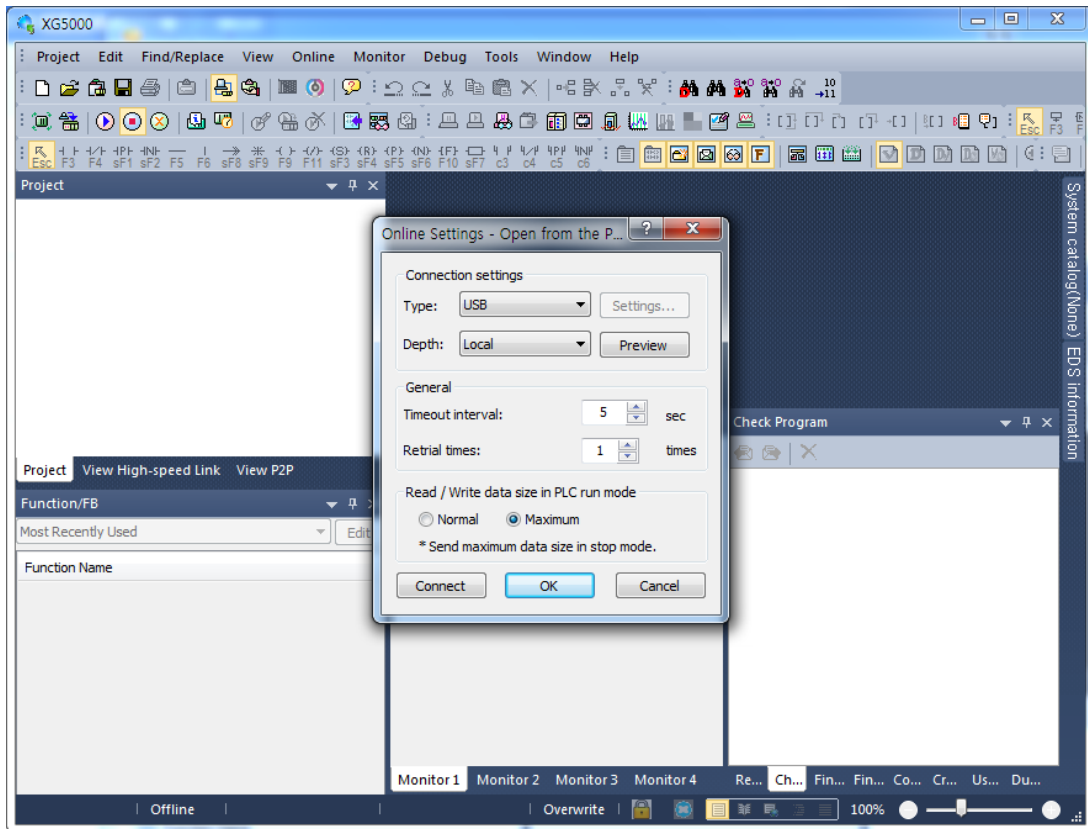 XG5000
Project Edit Find/Replace View Online Monitor Debug Tools Window Help
Esc F3
Esc F3 F4 sF1 sF2 F5 F6 sF8 sF9 F9 F11 sF3 sF4 sF5 sF6 F10 sF7 c3 c4 c5 c6
Project
Online Settings - Open from the P...
Connection settings
Type: USB Settings...
Depth: Local Preview
General
Timeout interval: 5 sec
Retrial times: 1 times
Read / Write data size in PLC run mode
Normal Maximum
* Send maximum data size in stop mode.
Connect OK Cancel
Project View High-speed Link View P2P
Function/FB
Most Recently Used Edit
Function Name
Check Program
System catalog(None) EDS information
Monitor 1 Monitor 2 Monitor 3 Monitor 4 Re... Ch... Fin... Fin... Co... Cr... Us... Du...
Offline Overwrite 100%